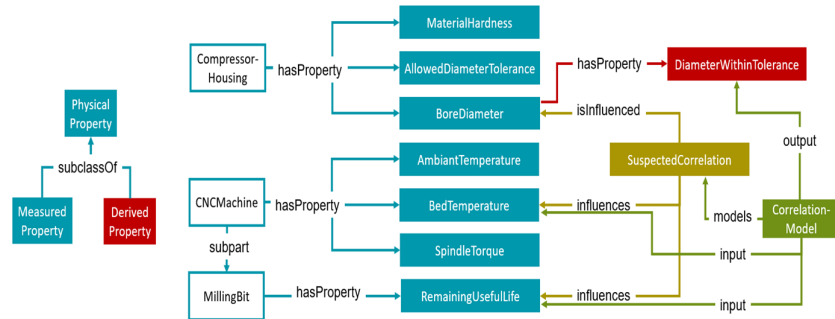 MaterialHardness
Compressor-
Housing
hasProperty
AllowedDiameterTolerance
hasProperty
DiameterWithinTolerance
BoreDiameter
isInfluenced
Physical
Property
subclassOf
Measured
Property
Derived
Property
AmbiantTemperature
SuspectedCorrelation
output
CNCMachine
hasProperty
BedTemperature
influences
models
Correlation-
Model
subpart
SpindleTorque
input
MillingBit
hasProperty
RemainingUsefulLife
influences
input